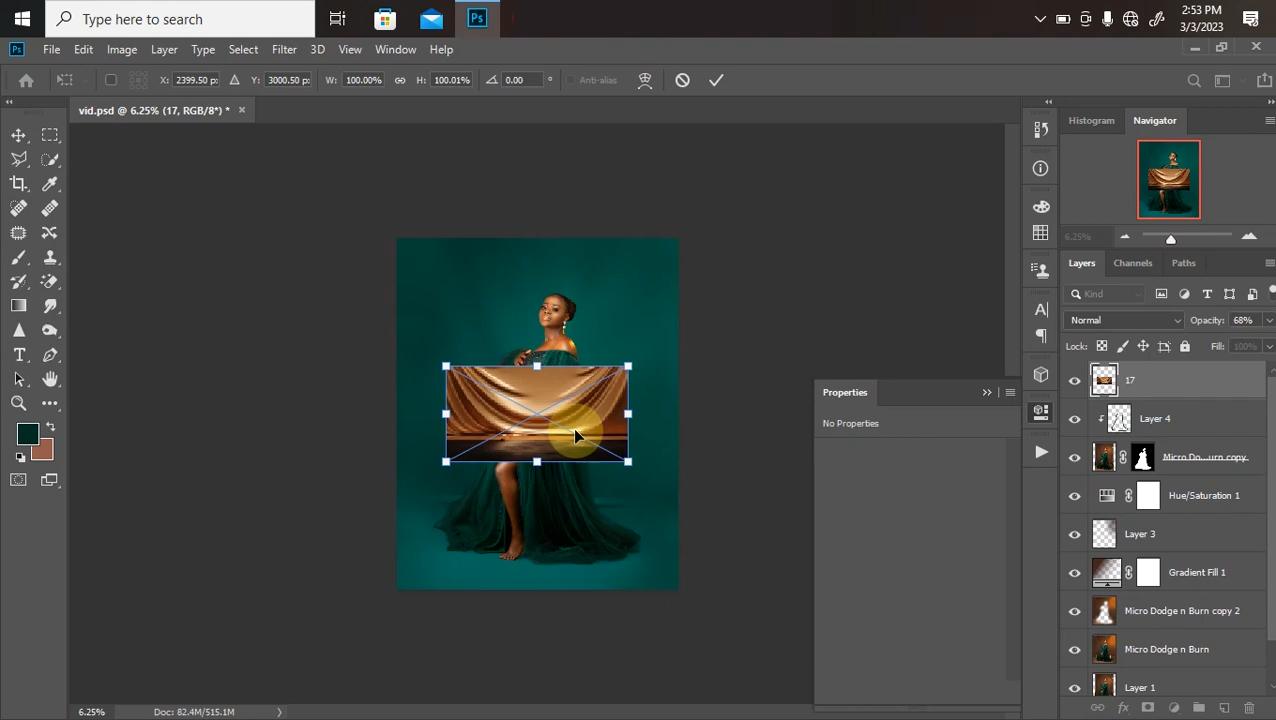 Type here to search
Ps
2:53 PM
3/3/2023
Ps File Edit Image Layer Type Select Filter 3D View Window Help
X: 2399.50 p: Y: 3000.50 p: W: 100.00% H: 100.01% 0.00 ° Anti-alias
vid.psd @ 6.25% (17, RGB/8*) * ×
Histogram Navigator
6.25%
Layers Channels Paths
Kind
Normal Opacity: 68%
Lock: Fill: 100%
17
Layer 4
Micro Do...urn copy
Hue/Saturation 1
Layer 3
Gradient Fill 1
Micro Dodge n Burn copy 2
Micro Dodge n Burn
Layer 1
Properties
No Properties
6.25% Doc: 82.4M/515.1M